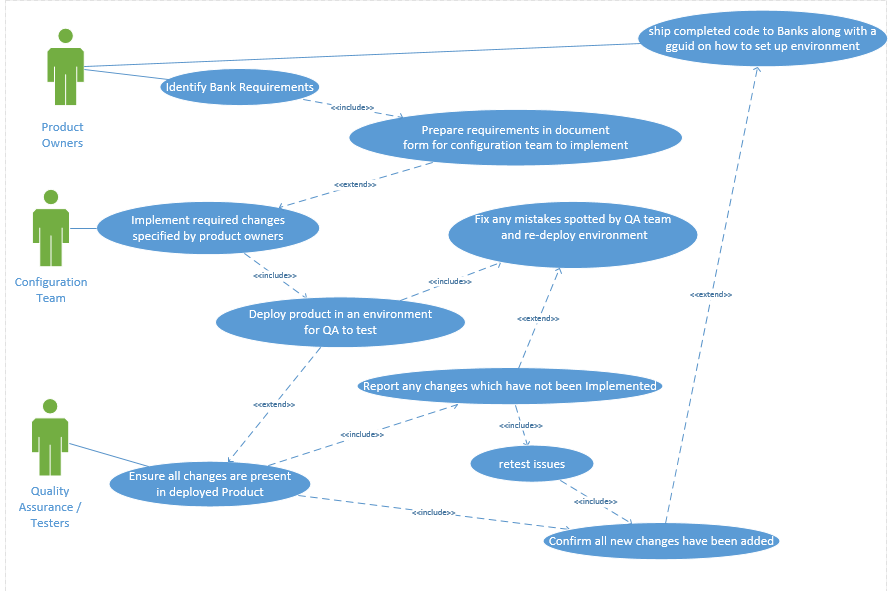 ship completed code to Banks along with a
gguid on how to set up environment
Identify Bank Requirements
<<include>>
Product
Owners
Prepare requirements in document
form for configuration team to implement
<<extend>>
Implement required changes
specified by product owners
Fix any mistakes spotted by QA team
and re-deploy environment
Configuration
Team
<<include>>
<<include>>
<<extend>>
Deploy product in an environment
for QA to test
<<extend>>
Report any changes which have not been Implemented
<<extend>>
<<include>>
<<include>>
retest issues
Ensure all changes are present
in deployed Product
Quality
Assurance /
Testers
<<include>>
<<include>>
Confirm all new changes have been added